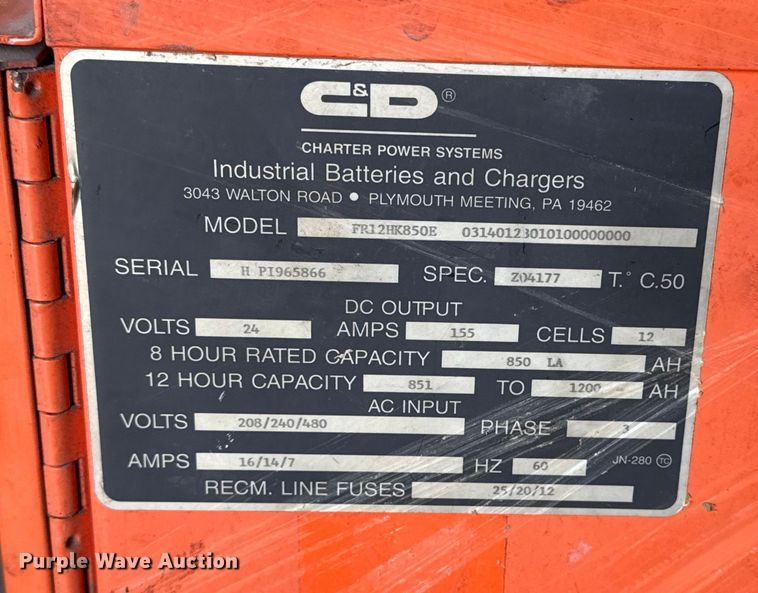 C&D ®
CHARTER POWER SYSTEMS
Industrial Batteries and Chargers
3043 WALTON ROAD • PLYMOUTH MEETING, PA 19462
MODEL FR12HK850E 03140123010100000000
SERIAL H PI965866 SPEC. Z04177 T.° C.50
DC OUTPUT
VOLTS 24 AMPS 155 CELLS 12
8 HOUR RATED CAPACITY 850 LA AH
12 HOUR CAPACITY 851 TO 1200 AH
AC INPUT
VOLTS 208/240/480 PHASE 3
AMPS 16/14/7 HZ 60 JN-280 TC
RECM. LINE FUSES 25/20/12
Purple Wave Auction